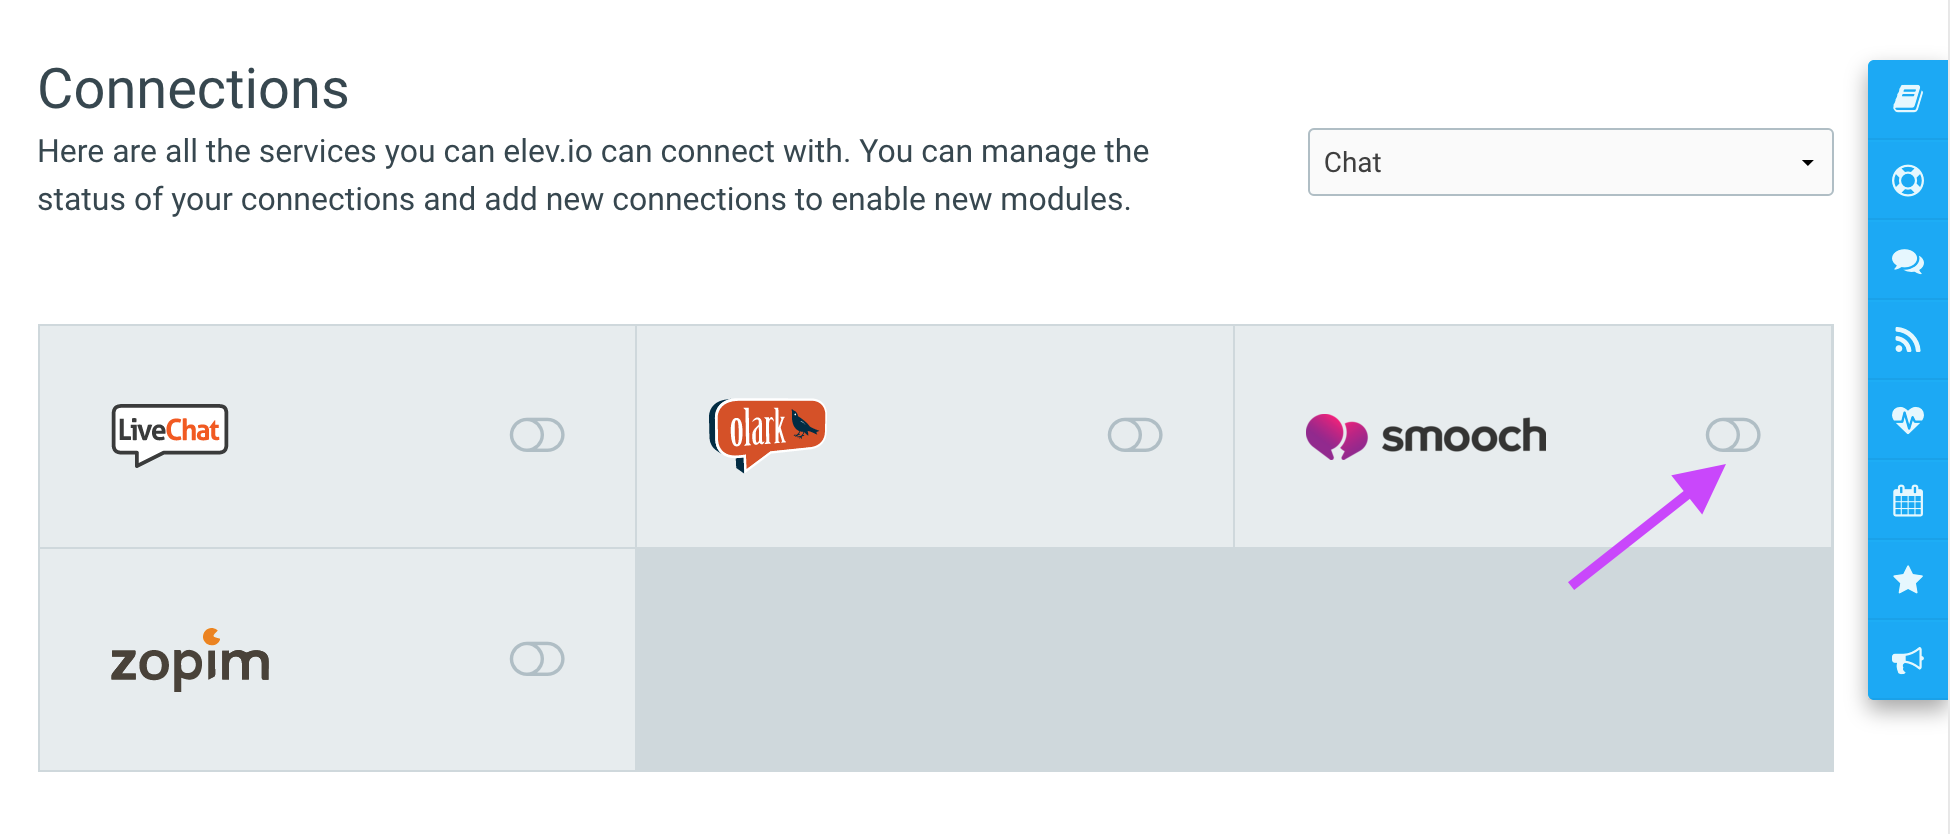 Connections
Here are all the services you can elev.io can connect with. You can manage the
status of your connections and add new connections to enable new modules.
Chat
LiveChat
olark
smooch
zopim